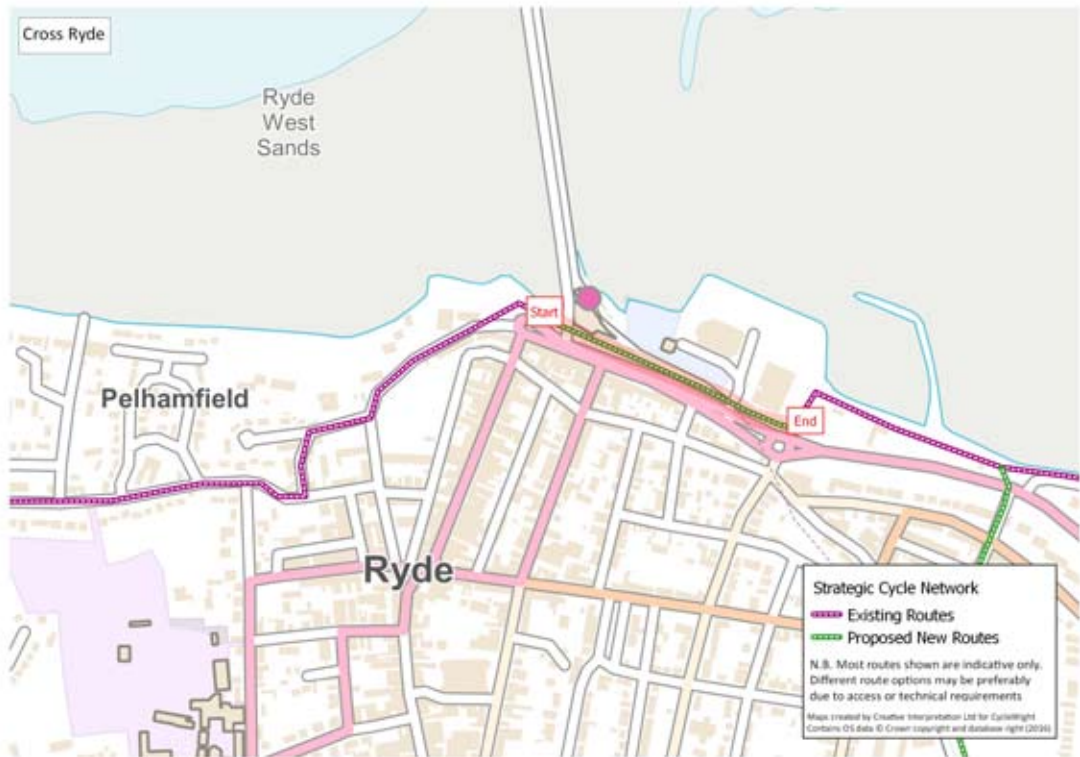 Cross Ryde
Ryde
West
Sands
Start
Pelhamfield
End
Ryde
Strategic Cycle Network
Existing Routes
Proposed New Routes
N.B. Most routes shown are indicative only.
Different route options may be preferably
due to access or technical requirements
Maps created by Creative Interpretation Ltd for CycleWight
Contains OS data © Crown copyright and database right (2016)